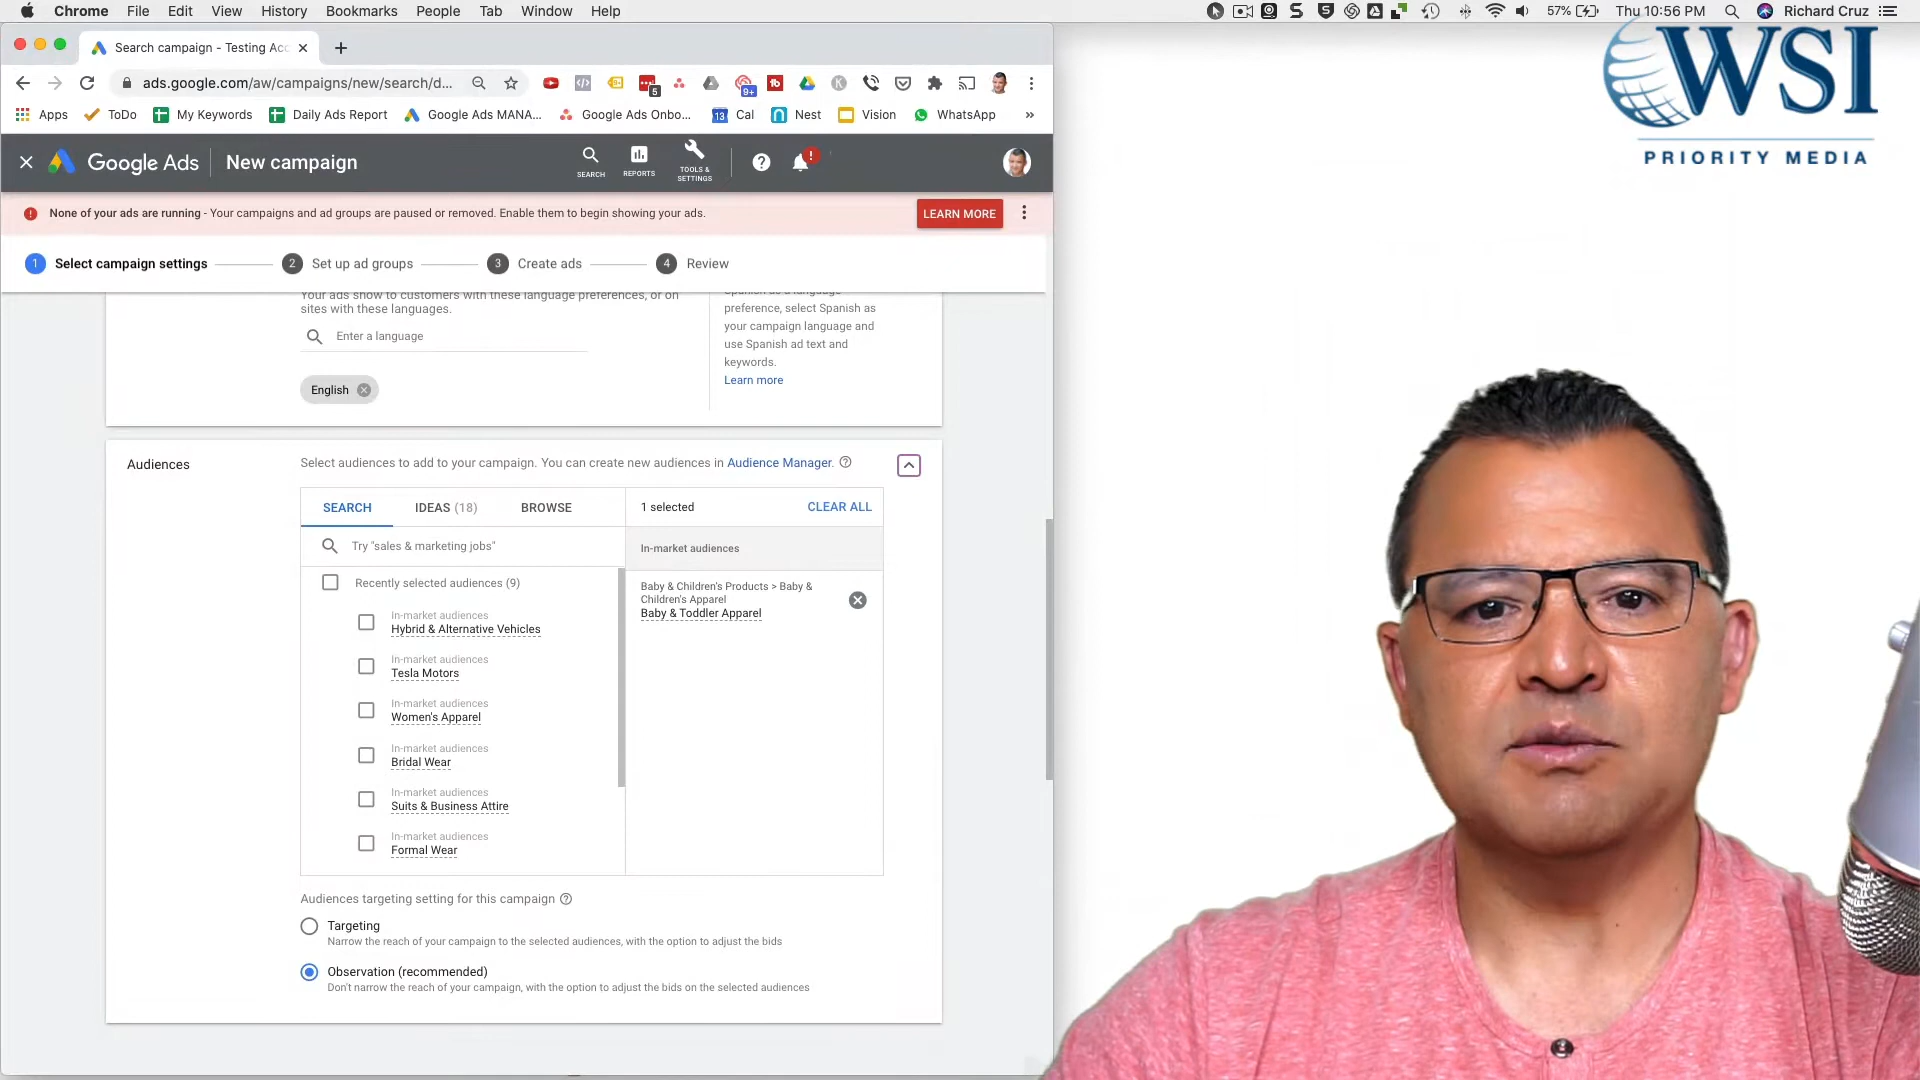 Chrome File Edit View History Bookmarks People Tab Window Help
57% Thu 10:56 PM Richard Cruz
Search campaign - Testing Acc
ads.google.com/aw/campaigns/new/search/d...
5
9+
Apps ToDo My Keywords Daily Ads Report Google Ads MANA... Google Ads Onbo... 13 Cal Nest Vision WhatsApp »
WSI
PRIORITY MEDIA
Google Ads New campaign
SEARCH
REPORTS
TOOLS & SETTINGS
None of your ads are running - Your campaigns and ad groups are paused or removed. Enable them to begin showing your ads.
LEARN MORE
1 Select campaign settings 2 Set up ad groups 3 Create ads 4 Review
Your ads show to customers with these language preferences, or on
sites with these languages.
Enter a language
English
Spanish as a language
preference, select Spanish as
your campaign language and
use Spanish ad text and
keywords.
Learn more
Audiences
Select audiences to add to your campaign. You can create new audiences in Audience Manager.
SEARCH IDEAS (18) BROWSE
1 selected CLEAR ALL
Try "sales & marketing jobs"
Recently selected audiences (9)
In-market audiences
Hybrid & Alternative Vehicles
In-market audiences
Tesla Motors
In-market audiences
Women's Apparel
In-market audiences
Bridal Wear
In-market audiences
Suits & Business Attire
In-market audiences
Formal Wear
In-market audiences
Baby & Children's Products > Baby &
Children's Apparel
Baby & Toddler Apparel
Audiences targeting setting for this campaign
Targeting
Narrow the reach of your campaign to the selected audiences, with the option to adjust the bids
Observation (recommended)
Don't narrow the reach of your campaign, with the option to adjust the bids on the selected audiences